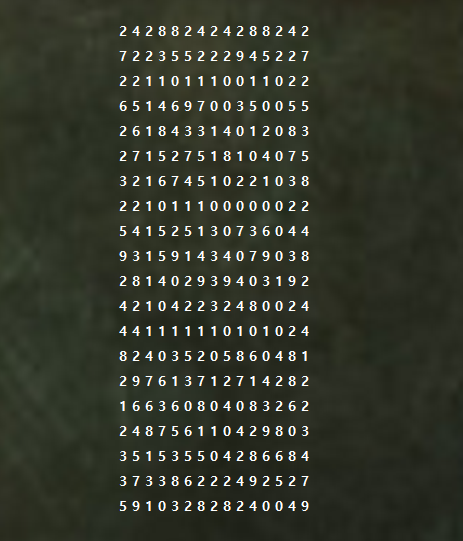 2 4 2 8 8 2 4 2 4 2 8 8 2 4 2
7 2 2 3 5 5 2 2 2 9 4 5 2 2 7
2 2 1 1 0 1 1 1 0 0 1 1 0 2 2
6 5 1 4 6 9 7 0 0 3 5 0 0 5 5
2 6 1 8 4 3 3 1 4 0 1 2 0 8 3
2 7 1 5 2 7 5 1 8 1 0 4 0 7 5
3 2 1 6 7 4 5 1 0 2 2 1 0 3 8
2 2 1 0 1 1 1 0 0 0 0 0 0 2 2
5 4 1 5 2 5 1 3 0 7 3 6 0 4 4
9 3 1 5 9 1 4 3 4 0 7 9 0 3 8
2 8 1 4 0 2 9 3 9 4 0 3 1 9 2
4 2 1 0 4 2 2 3 2 4 8 0 0 2 4
4 4 1 1 1 1 1 1 0 1 0 1 0 2 4
8 2 4 0 3 5 2 0 5 8 6 0 4 8 1
2 9 7 6 1 3 7 1 2 7 1 4 2 8 2
1 6 6 3 6 0 8 0 4 0 8 3 2 6 2
2 4 8 7 5 6 1 1 0 4 2 9 8 0 3
3 5 1 5 3 5 5 0 4 2 8 6 6 8 4
3 7 3 3 8 6 2 2 2 4 9 2 5 2 7
5 9 1 0 3 2 8 2 8 2 4 0 0 4 9